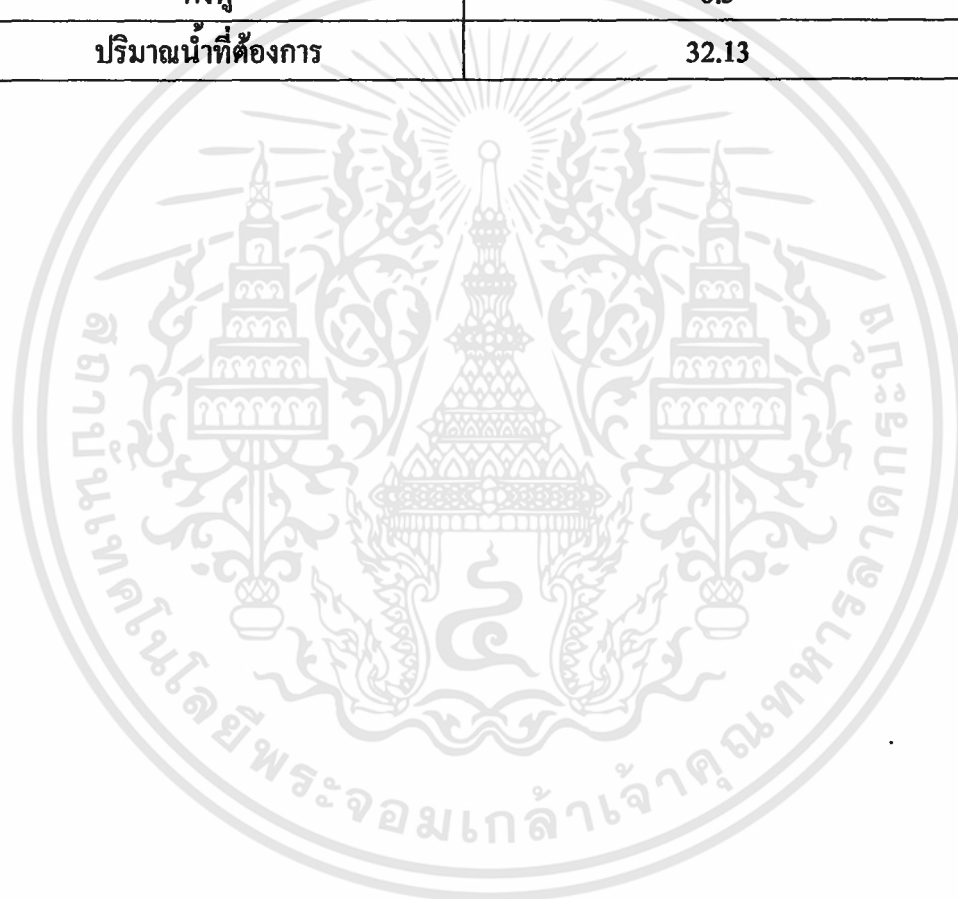 ปริมาณน้ำที่ต้องการ 32.13
สถาบันเทคโนโลยีพระจอมเกล้าเจ้าคุณทหารลาดกระบัง